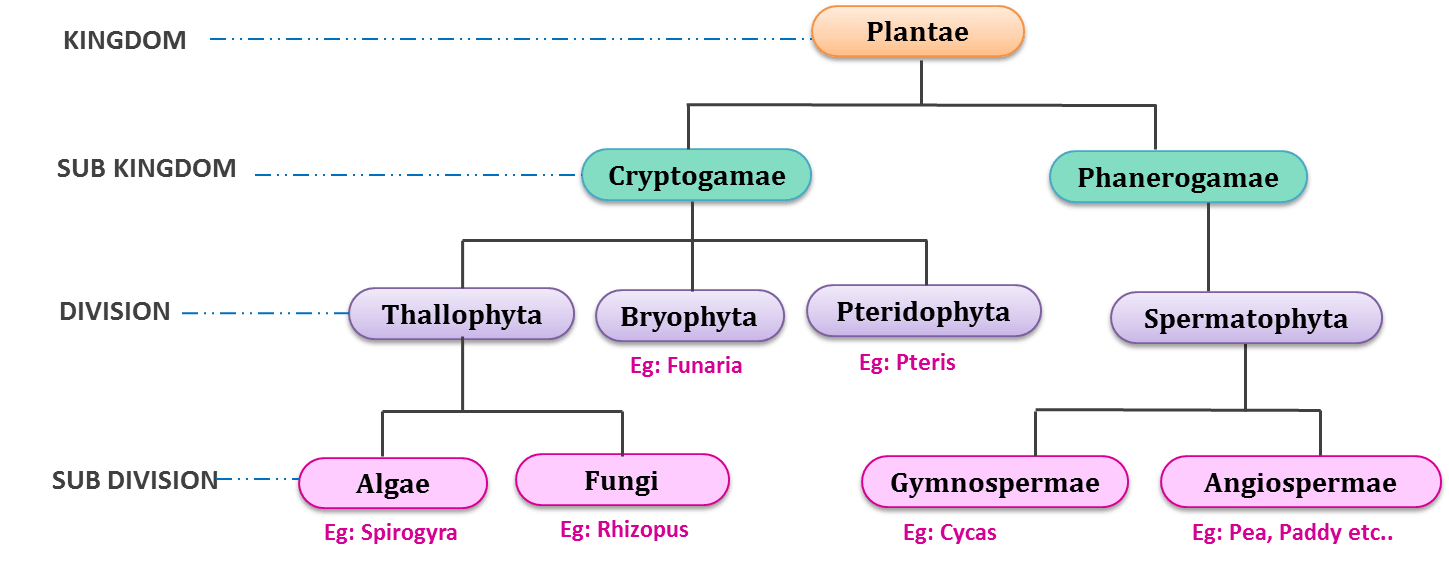 KINGDOM
Plantae
SUB KINGDOM
Cryptogamae
Phanerogamae
DIVISION
Thallophyta
Bryophyta
Pteridophyta
Spermatophyta
Eg: Funaria
Eg: Pteris
SUB DIVISION
Algae
Fungi
Gymnospermae
Angiospermae
Eg: Spirogyra
Eg: Rhizopus
Eg: Cycas
Eg: Pea, Paddy etc..